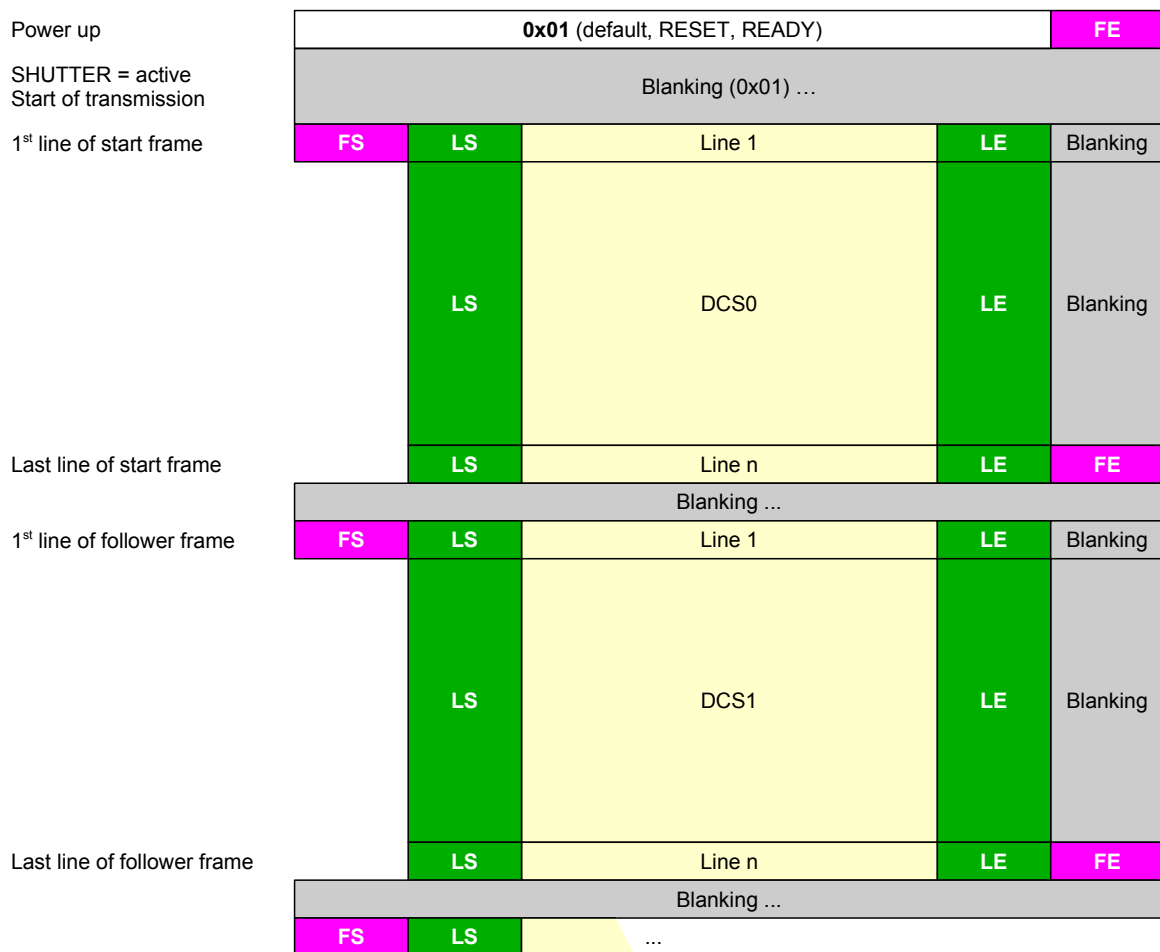 Power up 0x01 (default, RESET, READY) FE
SHUTTER = active
Start of transmission
Blanking (0x01) …
1st line of start frame FS LS Line 1 LE Blanking
LS DCS0 LE Blanking
Last line of start frame LS Line n LE FE
Blanking ...
1st line of follower frame FS LS Line 1 LE Blanking
LS DCS1 LE Blanking
Last line of follower frame LS Line n LE FE
Blanking ...
FS LS ...